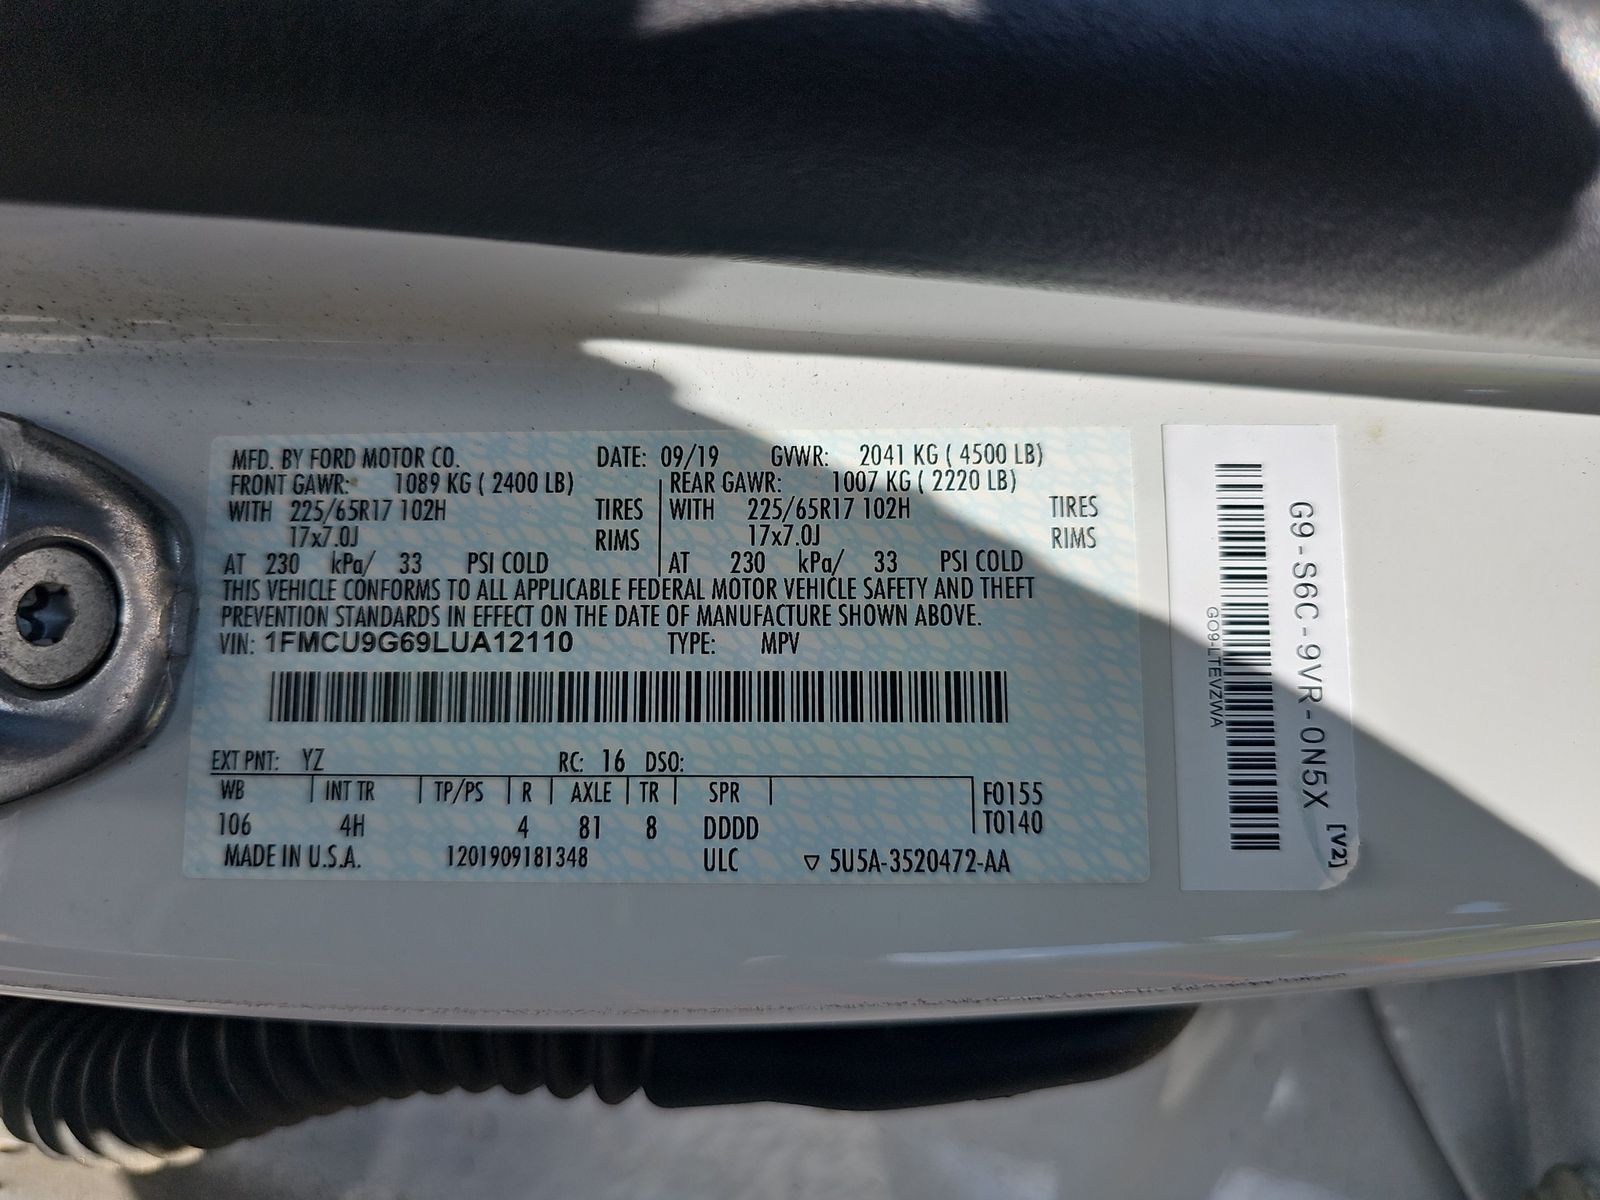 MFD. BY FORD MOTOR CO. DATE: 09/19 GVWR: 2041 KG ( 4500 LB)
FRONT GAWR: 1089 KG ( 2400 LB) REAR GAWR: 1007 KG ( 2220 LB)
WITH 225/65R17 102H TIRES WITH 225/65R17 102H TIRES
17x7.0J RIMS 17x7.0J RIMS
AT 230 kPa/ 33 PSI COLD AT 230 kPa/ 33 PSI COLD
THIS VEHICLE CONFORMS TO ALL APPLICABLE FEDERAL MOTOR VEHICLE SAFETY AND THEFT
PREVENTION STANDARDS IN EFFECT ON THE DATE OF MANUFACTURE SHOWN ABOVE.
VIN: 1FMCU9G69LUA12110 TYPE: MPV
EXT PNT: YZ RC: 16 DSO:
WB INT TR TP/PS R AXLE TR SPR F0155
106 4H 4 81 8 DDDD T0140
MADE IN U.S.A. 1201909181348 ULC ▽ 5U5A-3520472-AA
G9-S6C-9VR-0N5X [V2]
GO9-LTEVZWA